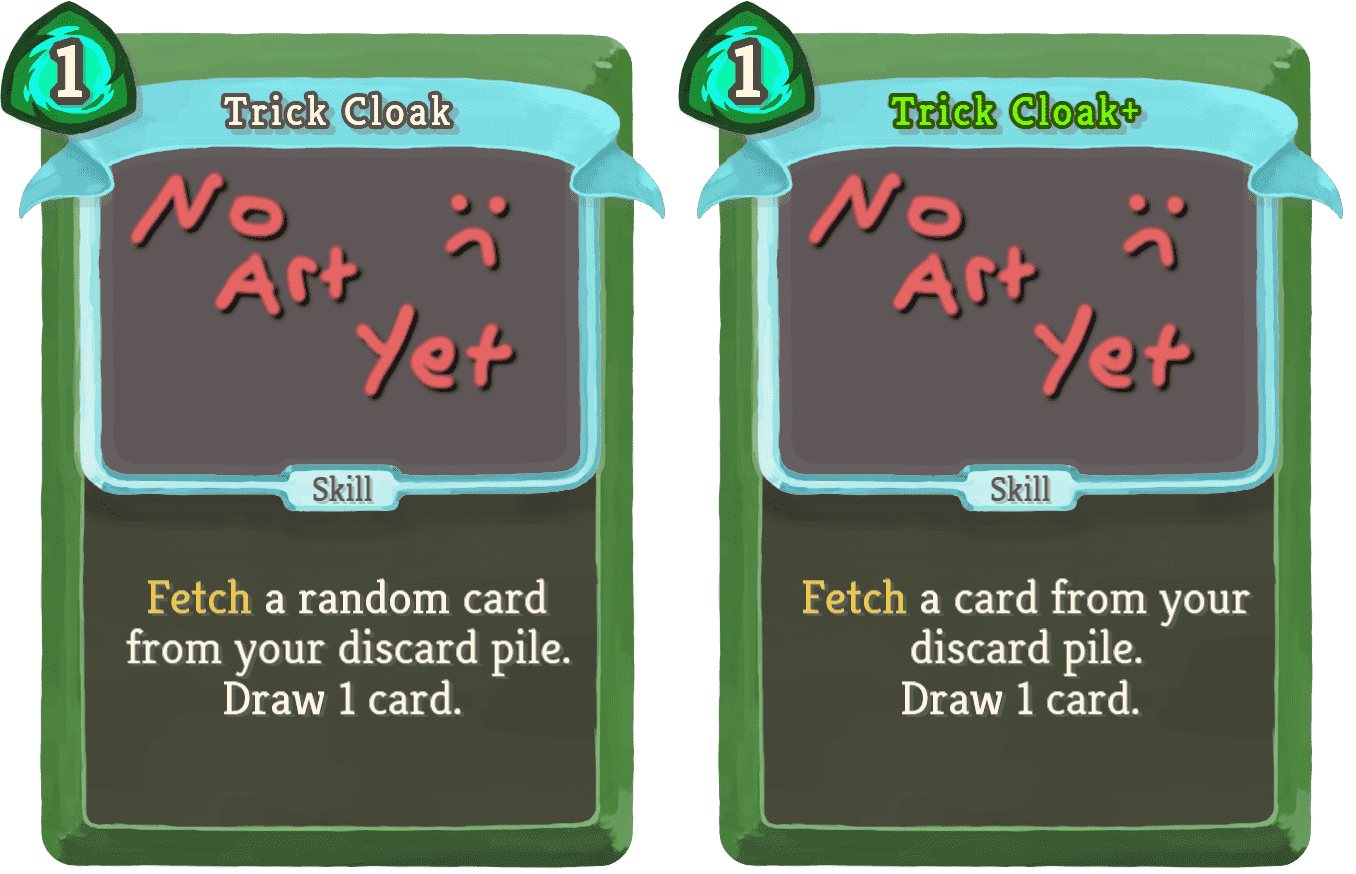 1
Trick Cloak
No
Art
Yet
Skill
Fetch a random card
from your discard pile.
Draw 1 card.
1
Trick Cloak+
No
Art
Yet
Skill
Fetch a card from your
discard pile.
Draw 1 card.